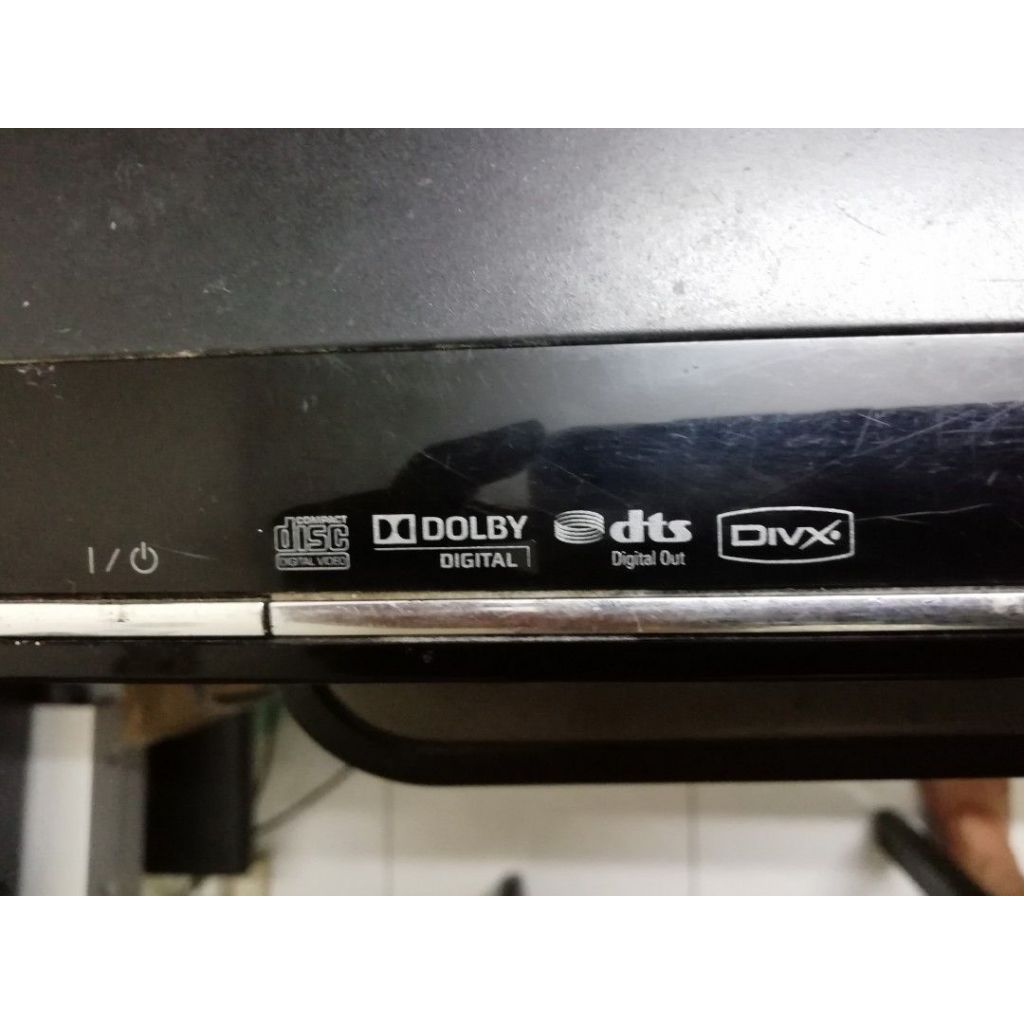 I/⏻
COMPACT
disc
DIGITAL VIDEO
DOLBY
DIGITAL
dts
Digital Out
DIVX